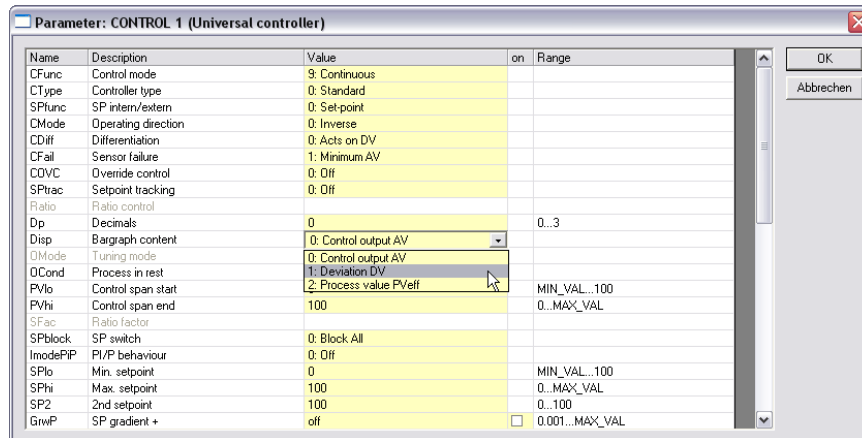 Parameter: CONTROL 1 (Universal controller)
Name Description Value on Range
OK
CFunc Control mode 9: Continuous
CType Controller type 0: Standard
Abbrechen
SPfunc SP intern/extern 0: Set-point
CMode Operating direction 0: Inverse
CDiff Differentiation 0: Acts on DV
CFail Sensor failure 1: Minimum AV
COVC Override control 0: Off
SPtrac Setpoint tracking 0: Off
Ratio Ratio control
Dp Decimals 0 0...3
Disp Bargraph content 0: Control output AV
OMode Tuning mode 0: Control output AV
OCond Process in rest 1: Deviation DV
PVlo Control span start 2: Process value PVeff MIN_VAL...100
PVhi Control span end 100 0...MAX_VAL
SFac Ratio factor
SPblock SP switch 0: Block All
ImodePiP PI/P behaviour 0: Off
SPlo Min. setpoint 0 MIN_VAL...100
SPhi Max. setpoint 100 0...MAX_VAL
SP2 2nd setpoint 100 0...100
GrwP SP gradient + off 0.001...MAX_VAL